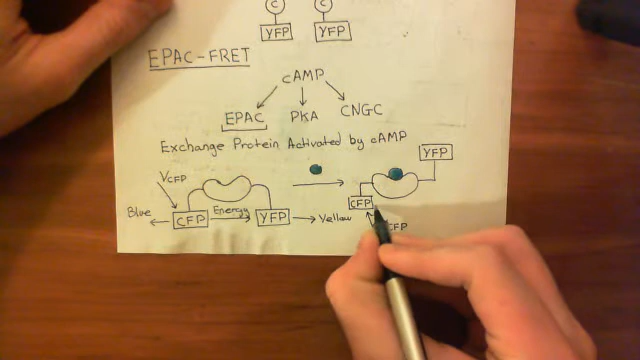 C C
YFP YFP
EPAC-FRET
cAMP
EPAC PKA CNGC
Exchange Protein Activated by cAMP
YFP
VCFP
Blue CFP Energy YFP Yellow
CFP
CFP